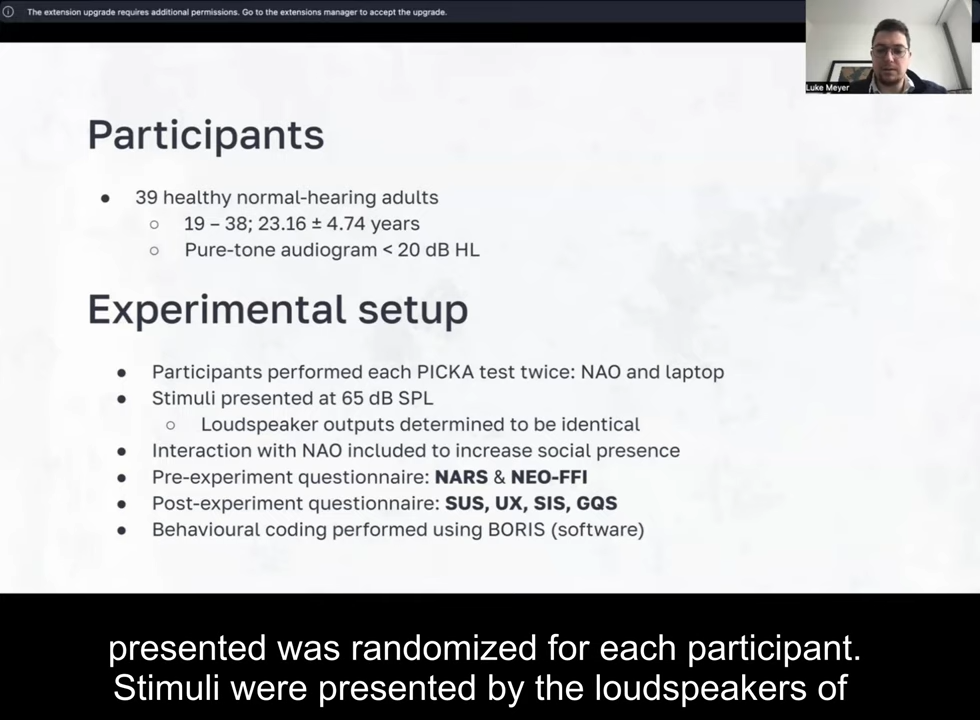 The extension upgrade requires additional permissions. Go to the extensions manager to accept the upgrade.
Luke Meyer
Participants
● 39 healthy normal-hearing adults
○ 19 – 38; 23.16 ± 4.74 years
○ Pure-tone audiogram < 20 dB HL
Experimental setup
● Participants performed each PICKA test twice: NAO and laptop
● Stimuli presented at 65 dB SPL
○ Loudspeaker outputs determined to be identical
● Interaction with NAO included to increase social presence
● Pre-experiment questionnaire: NARS & NEO-FFI
● Post-experiment questionnaire: SUS, UX, SIS, GQS
● Behavioural coding performed using BORIS (software)
presented was randomized for each participant.
Stimuli were presented by the loudspeakers of